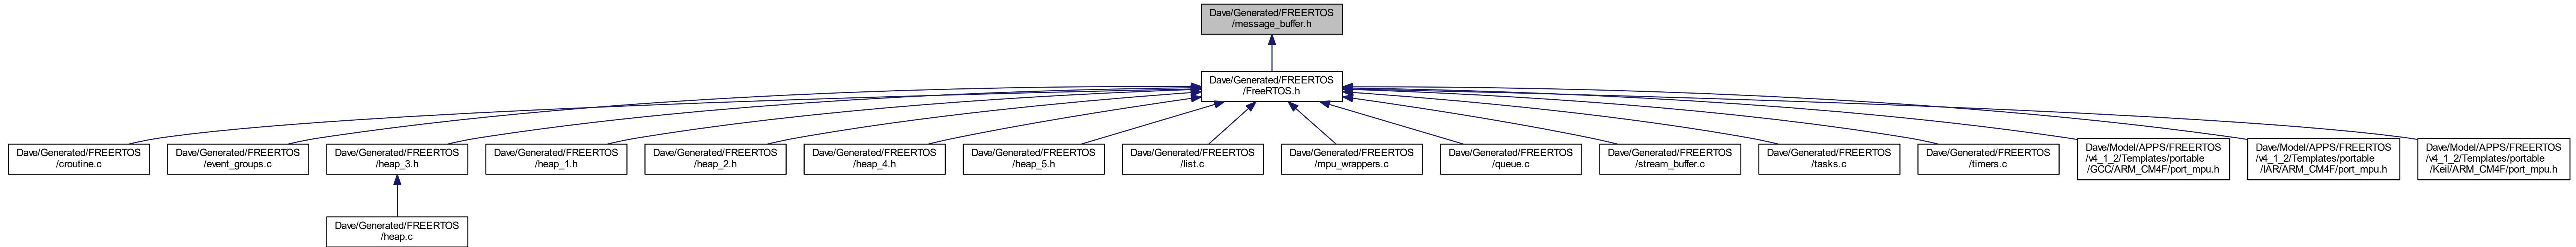 Dave/Generated/FREERTOS
/message_buffer.h
Dave/Generated/FREERTOS
/FreeRTOS.h
Dave/Generated/FREERTOS
/croutine.c
Dave/Generated/FREERTOS
/event_groups.c
Dave/Generated/FREERTOS
/heap_3.h
Dave/Generated/FREERTOS
/heap_1.h
Dave/Generated/FREERTOS
/heap_2.h
Dave/Generated/FREERTOS
/heap_4.h
Dave/Generated/FREERTOS
/heap_5.h
Dave/Generated/FREERTOS
/list.c
Dave/Generated/FREERTOS
/mpu_wrappers.c
Dave/Generated/FREERTOS
/queue.c
Dave/Generated/FREERTOS
/stream_buffer.c
Dave/Generated/FREERTOS
/tasks.c
Dave/Generated/FREERTOS
/timers.c
Dave/Model/APPS/FREERTOS
/v4_1_2/Templates/portable
/GCC/ARM_CM4F/port_mpu.h
Dave/Model/APPS/FREERTOS
/v4_1_2/Templates/portable
/IAR/ARM_CM4F/port_mpu.h
Dave/Model/APPS/FREERTOS
/v4_1_2/Templates/portable
/Keil/ARM_CM4F/port_mpu.h
Dave/Generated/FREERTOS
/heap.c